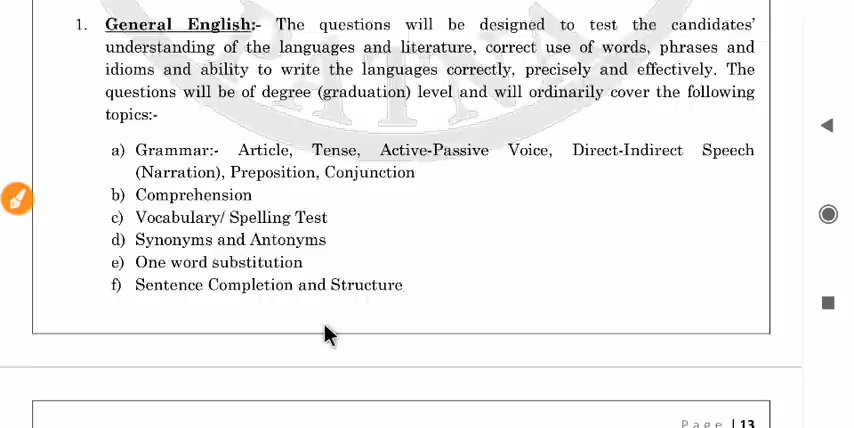 PATNA
1. General English:- The questions will be designed to test the candidates'
understanding of the languages and literature, correct use of words, phrases and
idioms and ability to write the languages correctly, precisely and effectively. The
questions will be of degree (graduation) level and will ordinarily cover the following
topics:-
a) Grammar:- Article, Tense, Active-Passive Voice, Direct-Indirect Speech
(Narration), Preposition, Conjunction
b) Comprehension
c) Vocabulary/ Spelling Test
d) Synonyms and Antonyms
e) One word substitution
f) Sentence Completion and Structure
Page | 13